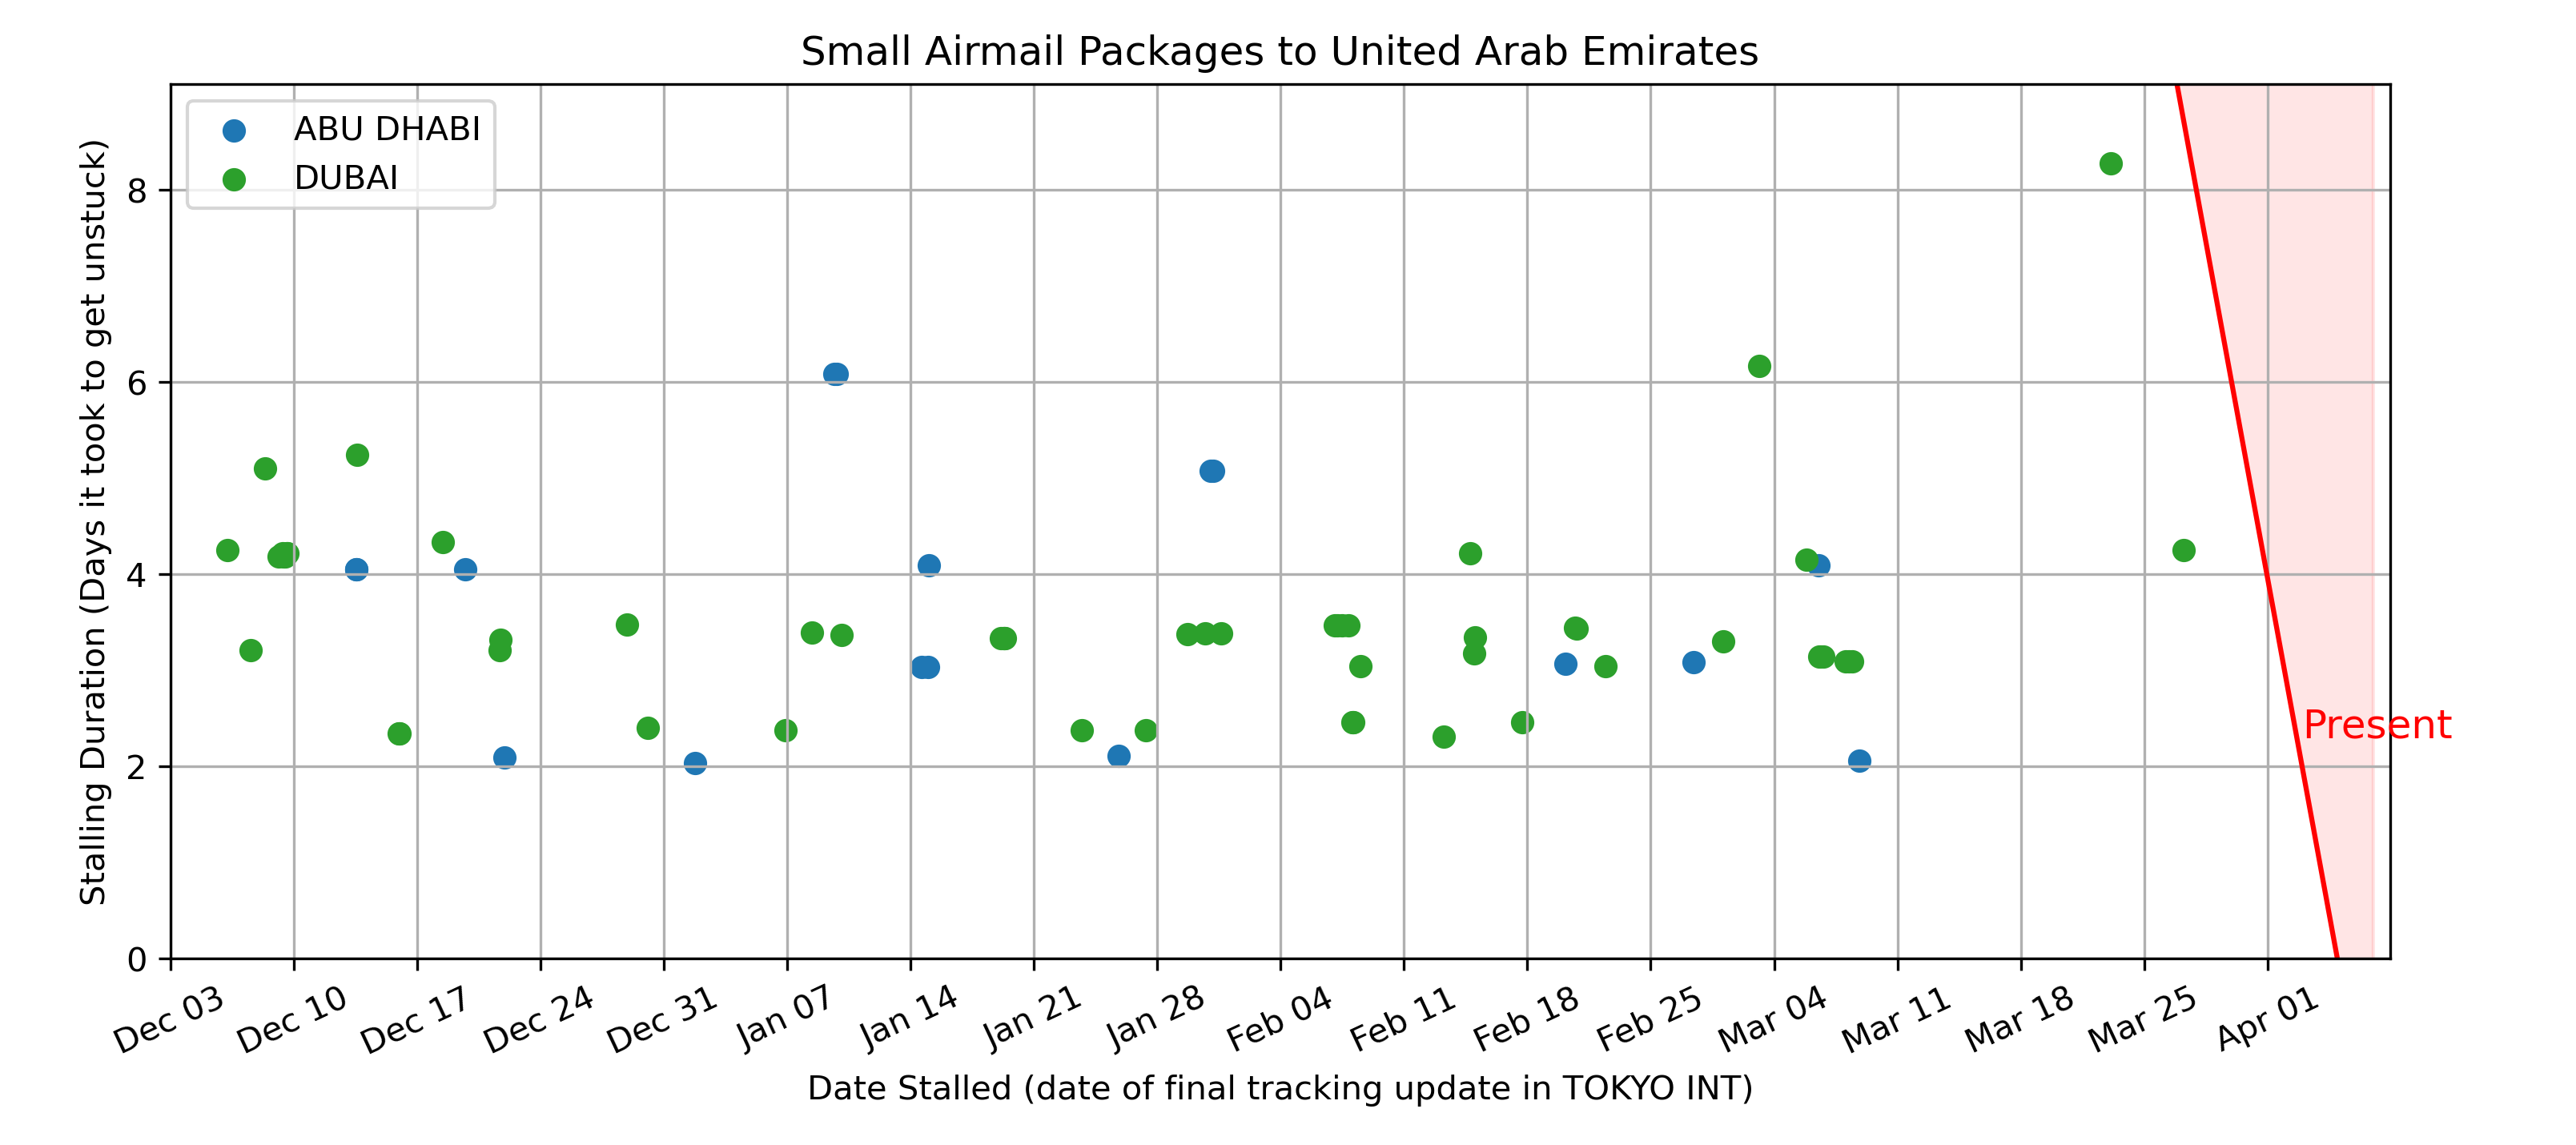 Small Airmail Packages to United Arab Emirates
ABU DHABI
DUBAI
Stalling Duration (Days it took to get unstuck)
8
6
4
2
0
Present
Dec 03
Dec 10
Dec 17
Dec 24
Dec 31
Jan 07
Jan 14
Jan 21
Jan 28
Feb 04
Feb 11
Feb 18
Feb 25
Mar 04
Mar 11
Mar 18
Mar 25
Apr 01
Date Stalled (date of final tracking update in TOKYO INT)